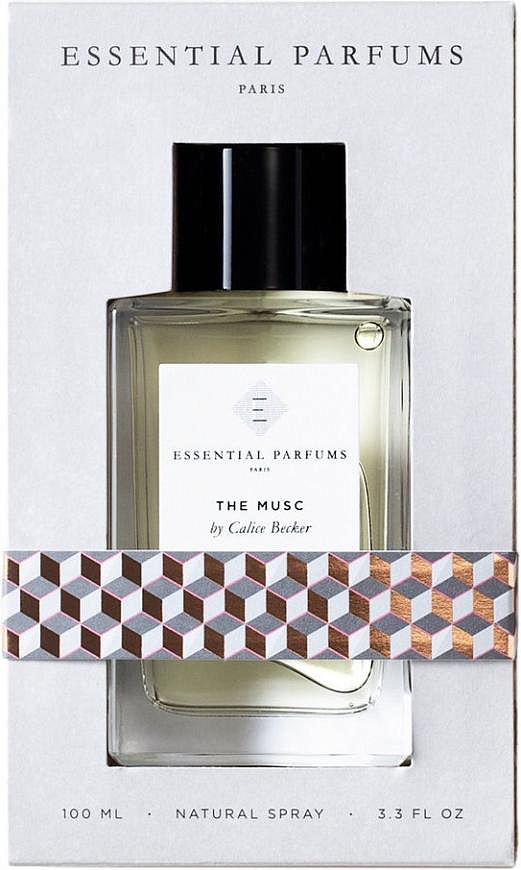 ESSENTIAL PARFUMS
PARIS
ESSENTIAL PARFUMS
PARIS
THE MUSC
by Calice Becker
100 ML · NATURAL SPRAY · 3.3 FL OZ